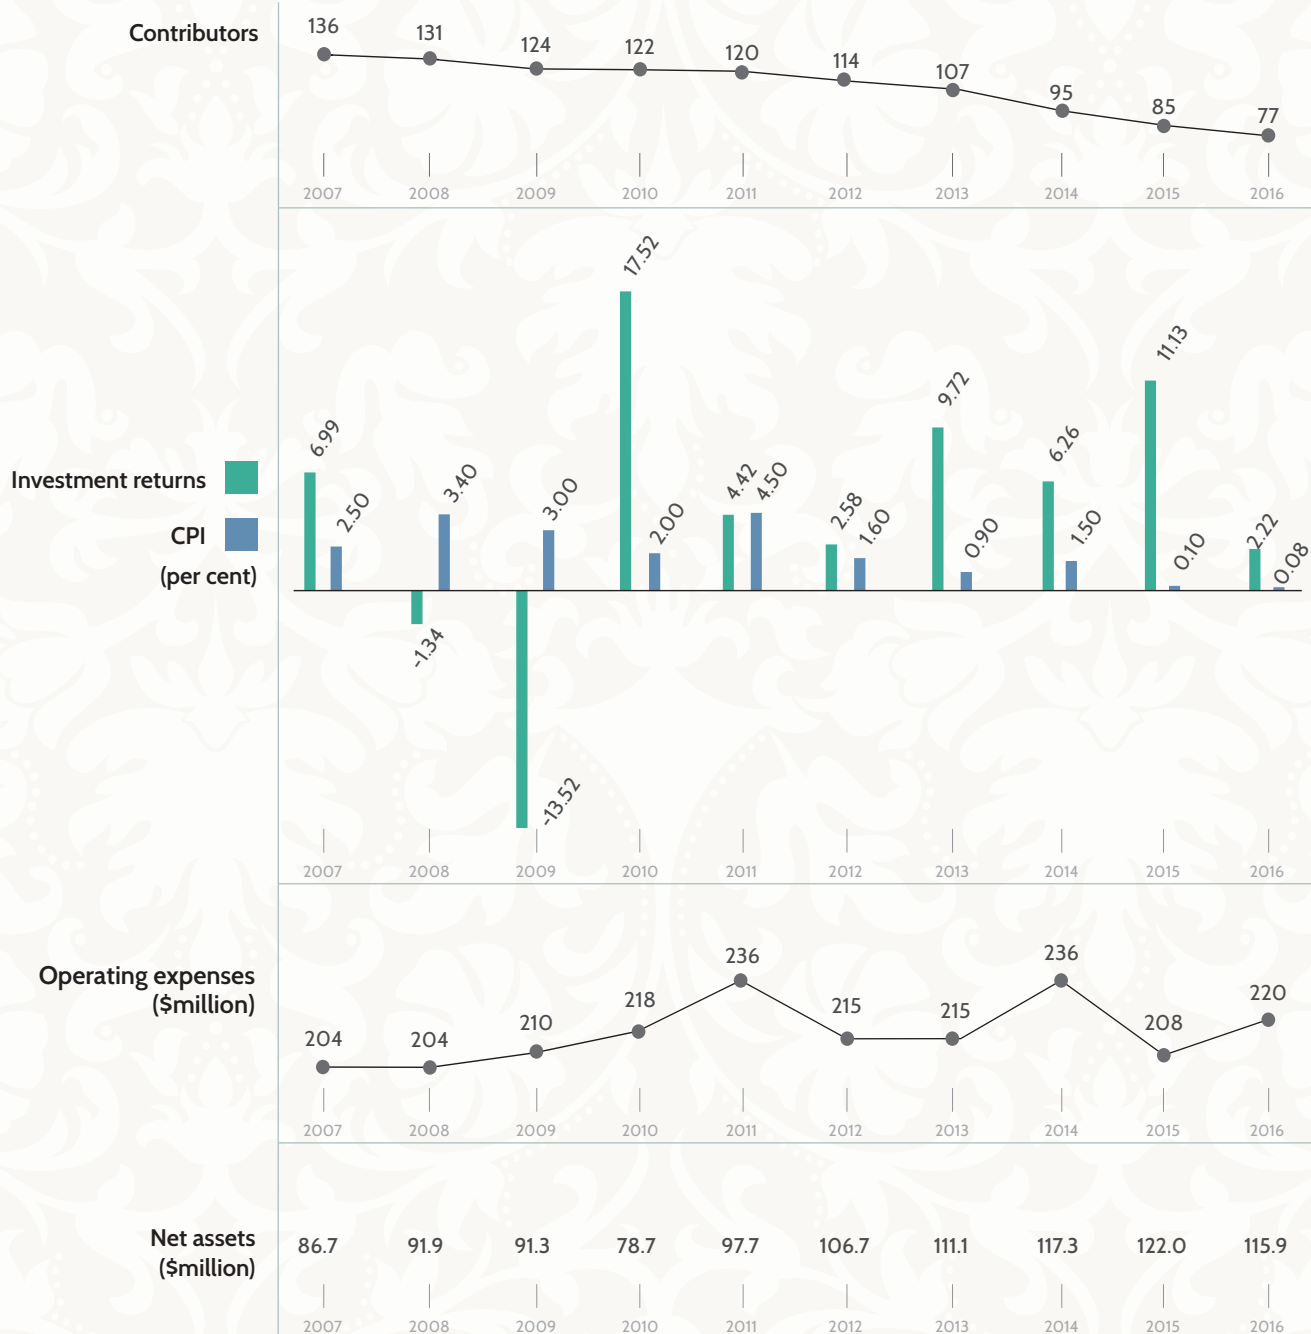 Contributors
136 131 124 122 120 114 107 95 85 77
2007 2008 2009 2010 2011 2012 2013 2014 2015 2016
Investment returns
CPI
(per cent)
6.99 2.50 -1.34 3.40 -13.52 3.00 17.52 2.00 4.42 4.50 2.58 1.60 9.72 0.90 6.26 1.50 11.13 0.10 2.22 0.08
2007 2008 2009 2010 2011 2012 2013 2014 2015 2016
Operating expenses
($million)
204 204 210 218 236 215 215 236 208 220
2007 2008 2009 2010 2011 2012 2013 2014 2015 2016
Net assets
($million)
86.7 91.9 91.3 78.7 97.7 106.7 111.1 117.3 122.0 115.9
2007 2008 2009 2010 2011 2012 2013 2014 2015 2016